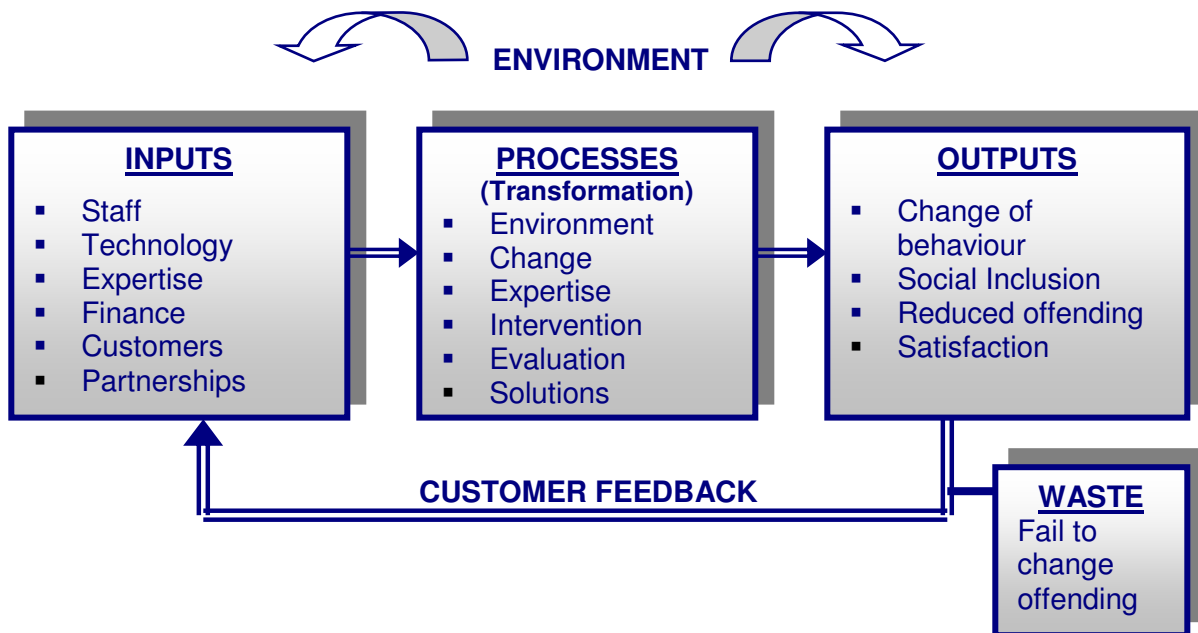 ENVIRONMENT
INPUTS
▪ Staff
▪ Technology
▪ Expertise
▪ Finance
▪ Customers
▪ Partnerships
PROCESSES
(Transformation)
▪ Environment
▪ Change
▪ Expertise
▪ Intervention
▪ Evaluation
▪ Solutions
OUTPUTS
▪ Change of
behaviour
▪ Social Inclusion
▪ Reduced offending
▪ Satisfaction
CUSTOMER FEEDBACK
WASTE
Fail to
change
offending